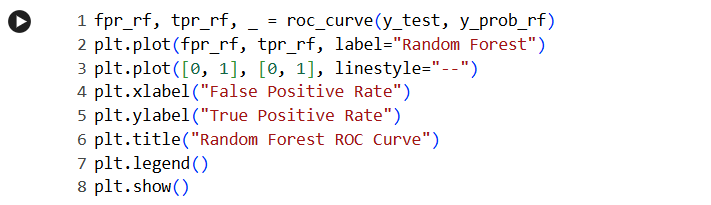 1 fpr_rf, tpr_rf, _ = roc_curve(y_test, y_prob_rf)
2 plt.plot(fpr_rf, tpr_rf, label="Random Forest")
3 plt.plot([0, 1], [0, 1], linestyle="--")
4 plt.xlabel("False Positive Rate")
5 plt.ylabel("True Positive Rate")
6 plt.title("Random Forest ROC Curve")
7 plt.legend()
8 plt.show()